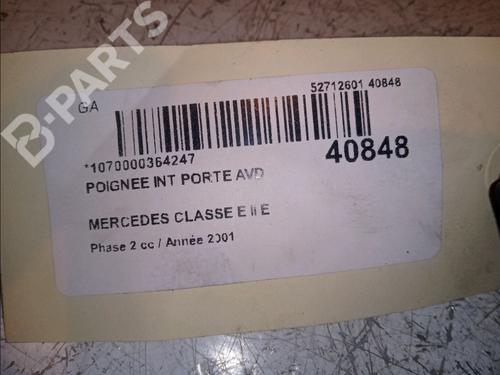 B-PARTS
GA
52712601 40848
*1070000364247
40848
POIGNEE INT PORTE AVD
MERCEDES CLASSE E II E
Phase 2 cc / Année 2001